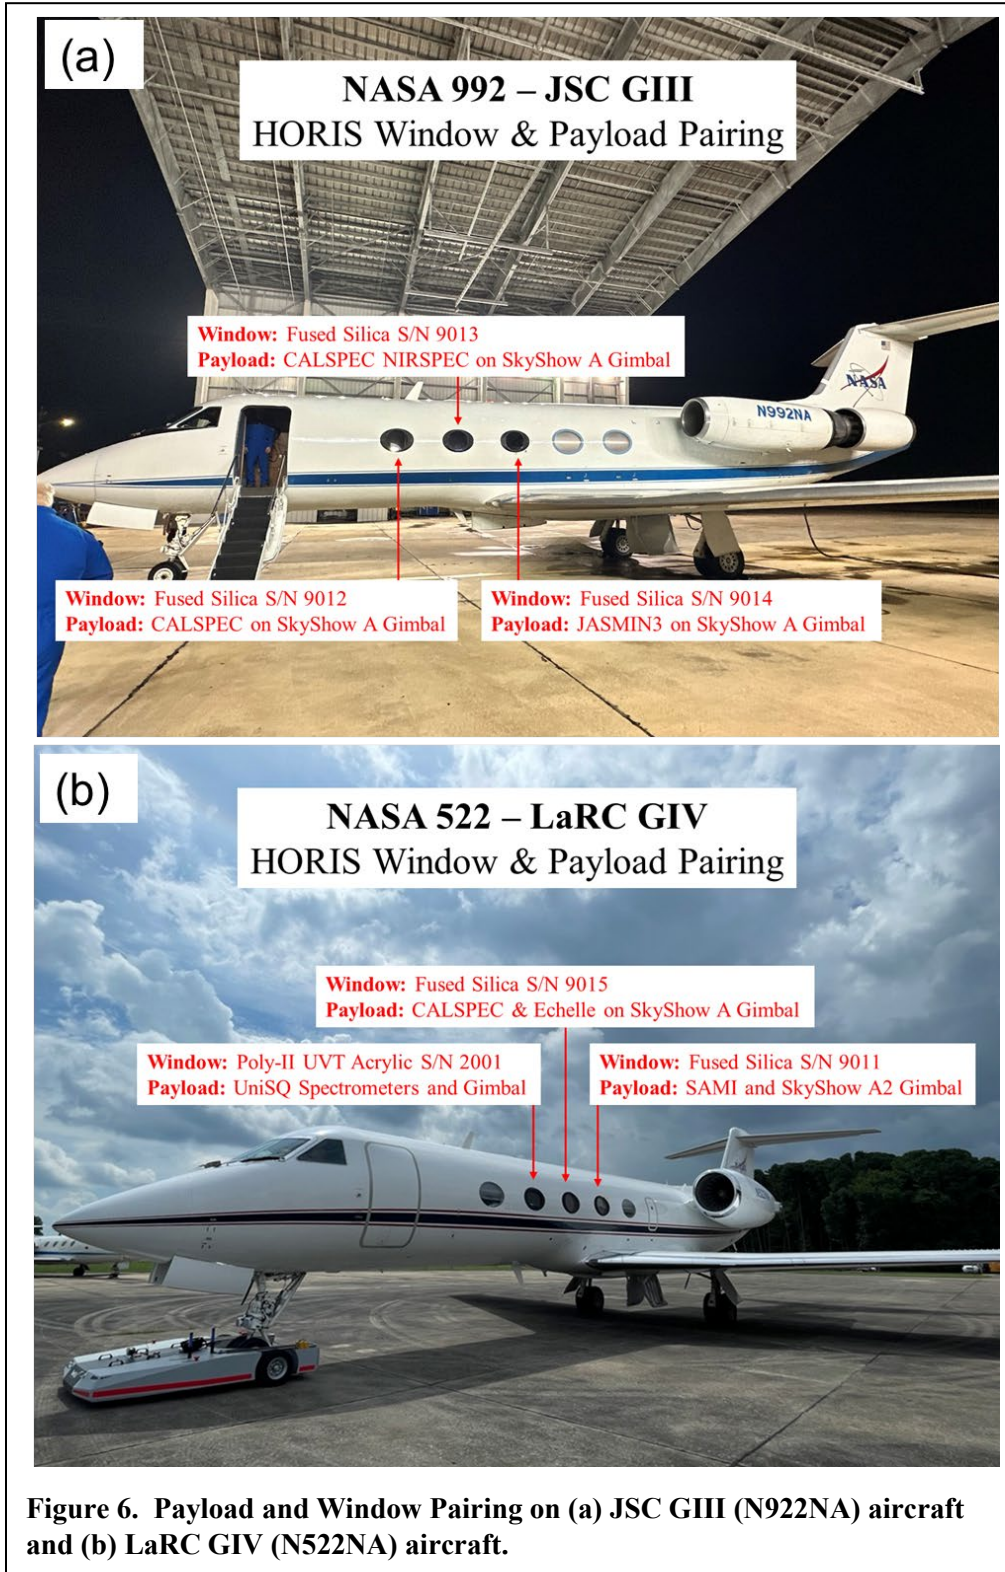 (a)
NASA 992 – JSC GIII
HORIS Window & Payload Pairing
Window: Fused Silica S/N 9013
Payload: CALSPEC NIRSPEC on SkyShow A Gimbal
NASA
N992NA
Window: Fused Silica S/N 9012
Payload: CALSPEC on SkyShow A Gimbal
Window: Fused Silica S/N 9014
Payload: JASMIN3 on SkyShow A Gimbal
(b)
NASA 522 – LaRC GIV
HORIS Window & Payload Pairing
Window: Fused Silica S/N 9015
Payload: CALSPEC & Echelle on SkyShow A Gimbal
Window: Poly-II UVT Acrylic S/N 2001
Payload: UniSQ Spectrometers and Gimbal
Window: Fused Silica S/N 9011
Payload: SAMI and SkyShow A2 Gimbal
Figure 6. Payload and Window Pairing on (a) JSC GIII (N922NA) aircraft
and (b) LaRC GIV (N522NA) aircraft.